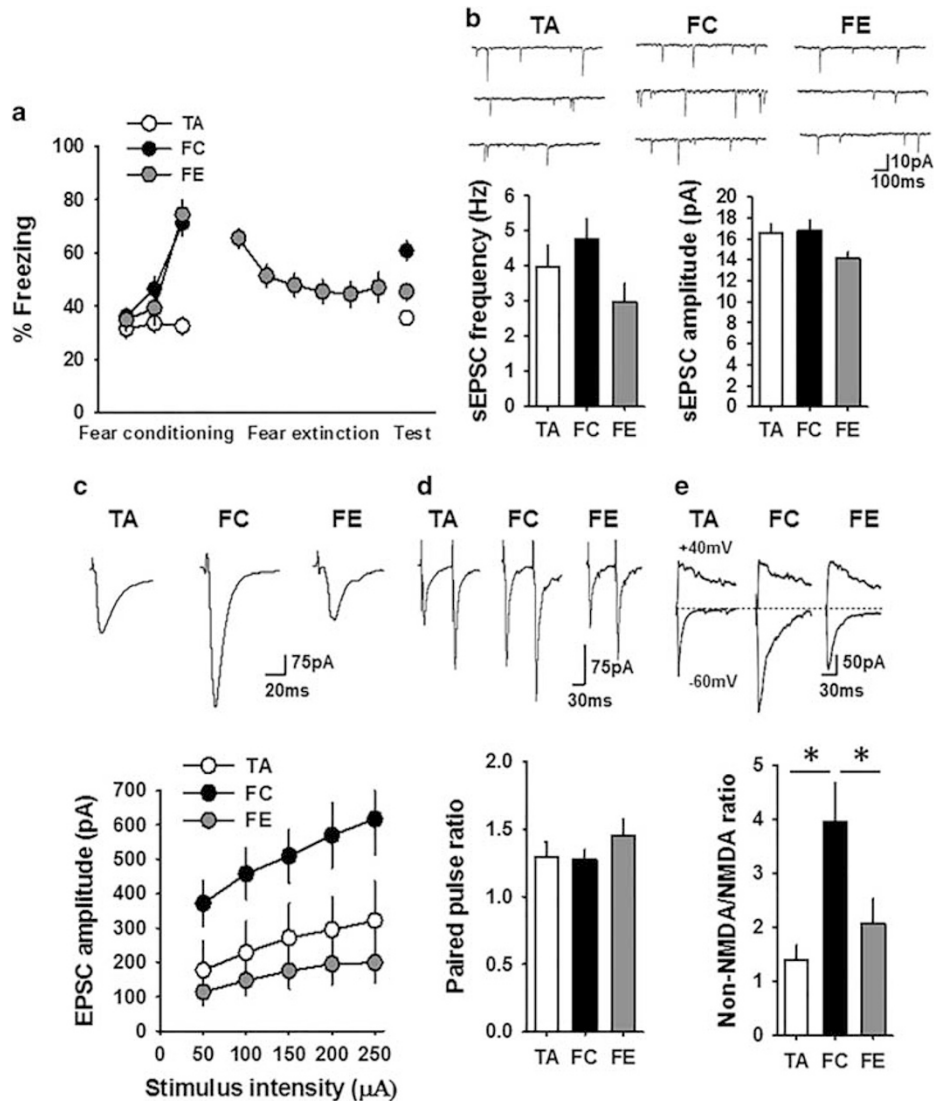 a
TA
FC
FE
% Freezing
100
80
60
40
20
0
Fear conditioning Fear extinction Test
b
TA FC FE
10pA
100ms
sEPSC frequency (Hz)
6
5
4
3
2
1
0
TA FC FE
sEPSC amplitude (pA)
18
16
14
12
10
8
6
4
2
0
TA FC FE
c
TA FC FE
75pA
20ms
TA
FC
FE
EPSC amplitude (pA)
700
600
500
400
300
200
100
0
0 50 100 150 200 250
Stimulus intensity (μA)
d
TA FC FE
75pA
30ms
Paired pulse ratio
2.0
1.5
1.0
0.5
0.0
TA FC FE
e
TA FC FE
+40mV
-60mV
50pA
30ms
Non-NMDA/NMDA ratio
* *
5
4
3
2
1
0
TA FC FE